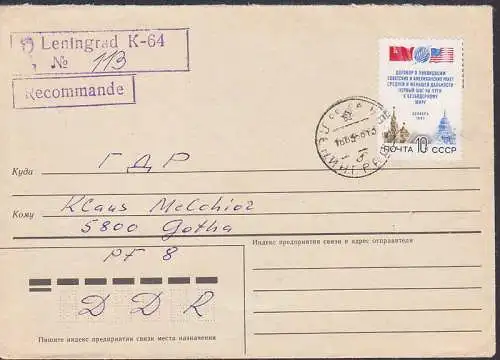 Leningrad K-64
№ 113
Recommande
ДОГОВОР О ЛИКВИДАЦИИ
СОВЕТСКИХ И АМЕРИКАНСКИХ РАКЕТ
СРЕДНЕЙ И МЕНЬШЕЙ ДАЛЬНОСТИ
ПЕРВЫЙ ШАГ НА ПУТИ
К БЕЗЪЯДЕРНОМУ
МИРУ
ДЕКАБРЬ
1987
ПОЧТА 10 СССР
Куда ГДР
Кому Klaus Melchior
5800 Gotha
PF 8
Индекс предприятия связи и адрес отправителя
DDR
Пишите индекс предприятия связи места назначения